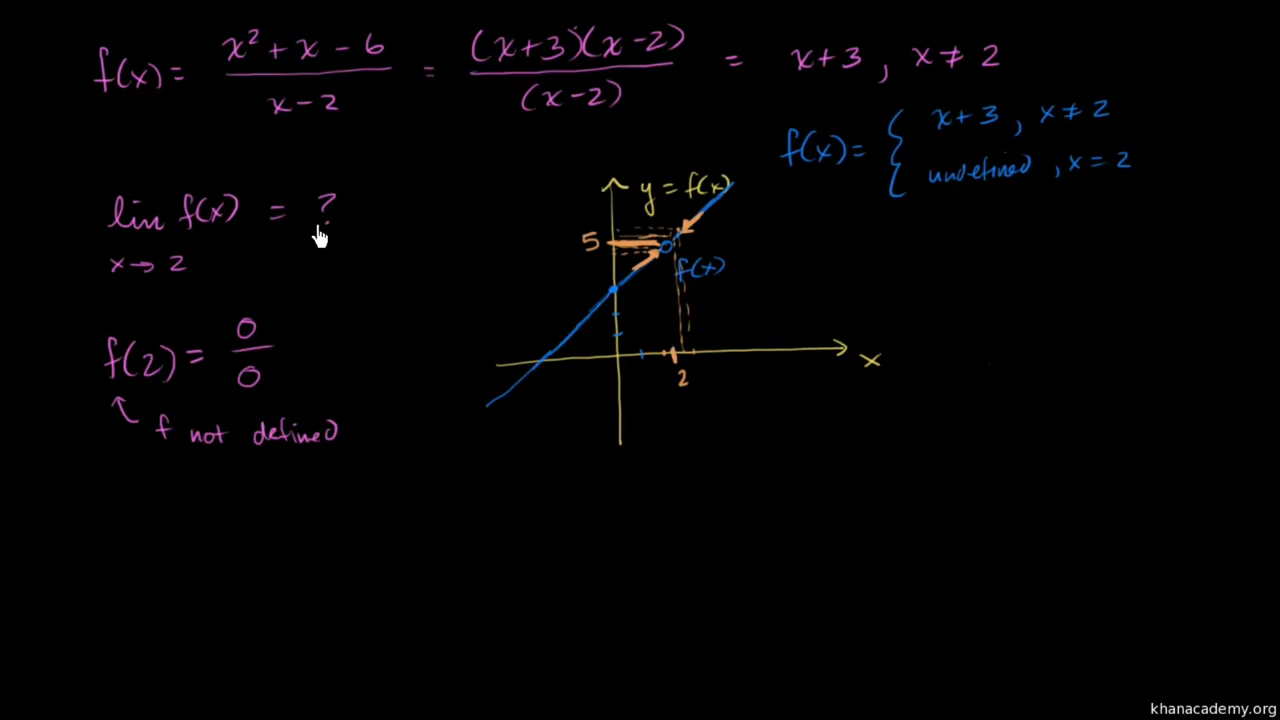 f(x) = x² + x - 6 / x - 2 = (x+3)(x-2) / (x-2) = x+3 , x ≠ 2
f(x) = { x+3 , x ≠ 2
undefined , x = 2
lim f(x) = ?
x → 2
y = f(x)
5
f(x)
x
2
f(2) = 0 / 0
f not defined
khanacademy.org